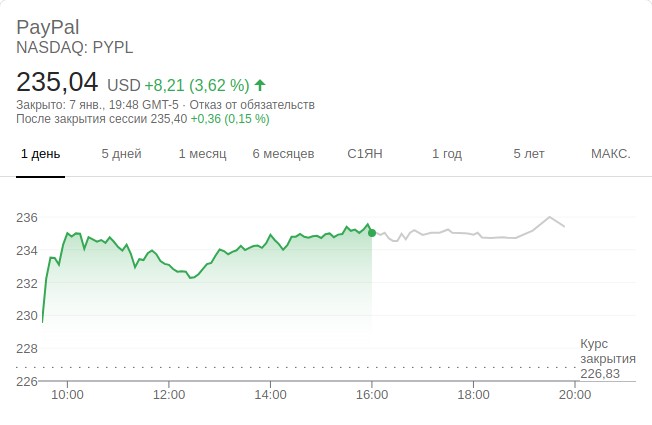 PayPal
NASDAQ: PYPL
235,04 USD +8,21 (3,62 %)
Закрыто: 7 янв., 19:48 GMT-5 · Отказ от обязательств
После закрытия сессии 235,40 +0,36 (0,15 %)
1 день 5 дней 1 месяц 6 месяцев С1ЯН 1 год 5 лет МАКС.
236
234
232
230
228
226
Курс
закрытия
226,83
10:00 12:00 14:00 16:00 18:00 20:00